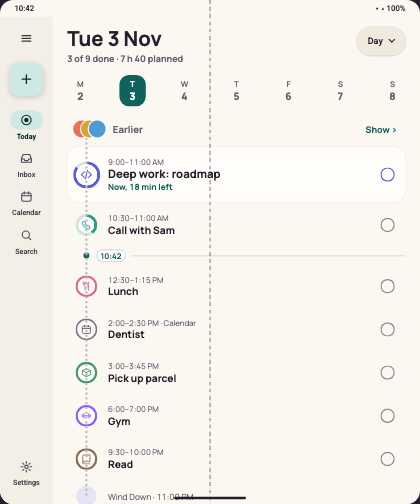 10:42
100%
Tue 3 Nov
3 of 9 done · 7 h 40 planned
Day
M T W T F S S
2 3 4 5 6 7 8
Today
Inbox
Calendar
Search
Settings
Earlier
Show ›
9:00–11:00 AM
Deep work: roadmap
Now, 18 min left
10:30–11:00 AM
Call with Sam
10:42
12:30–1:15 PM
Lunch
2:00–2:30 PM · Calendar
Dentist
3:00–3:45 PM
Pick up parcel
6:00–7:00 PM
Gym
9:30–10:00 PM
Read
Wind Down · 11:00 PM